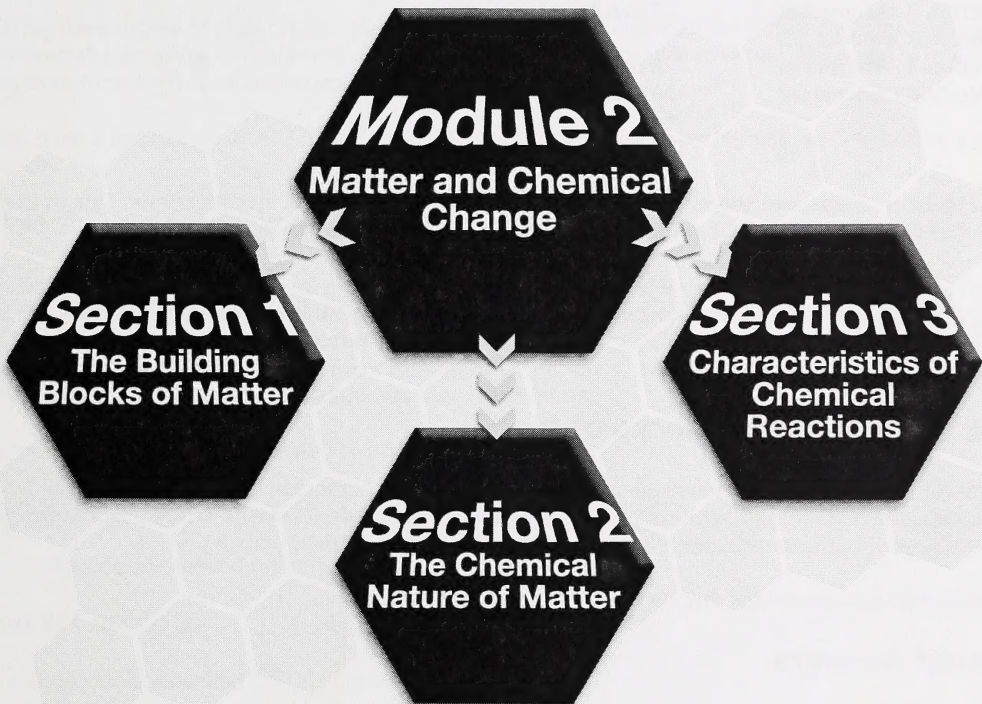 Module 2
Matter and Chemical
Change
Section 1
The Building
Blocks of Matter
Section 2
The Chemical
Nature of Matter
Section 3
Characteristics of
Chemical
Reactions